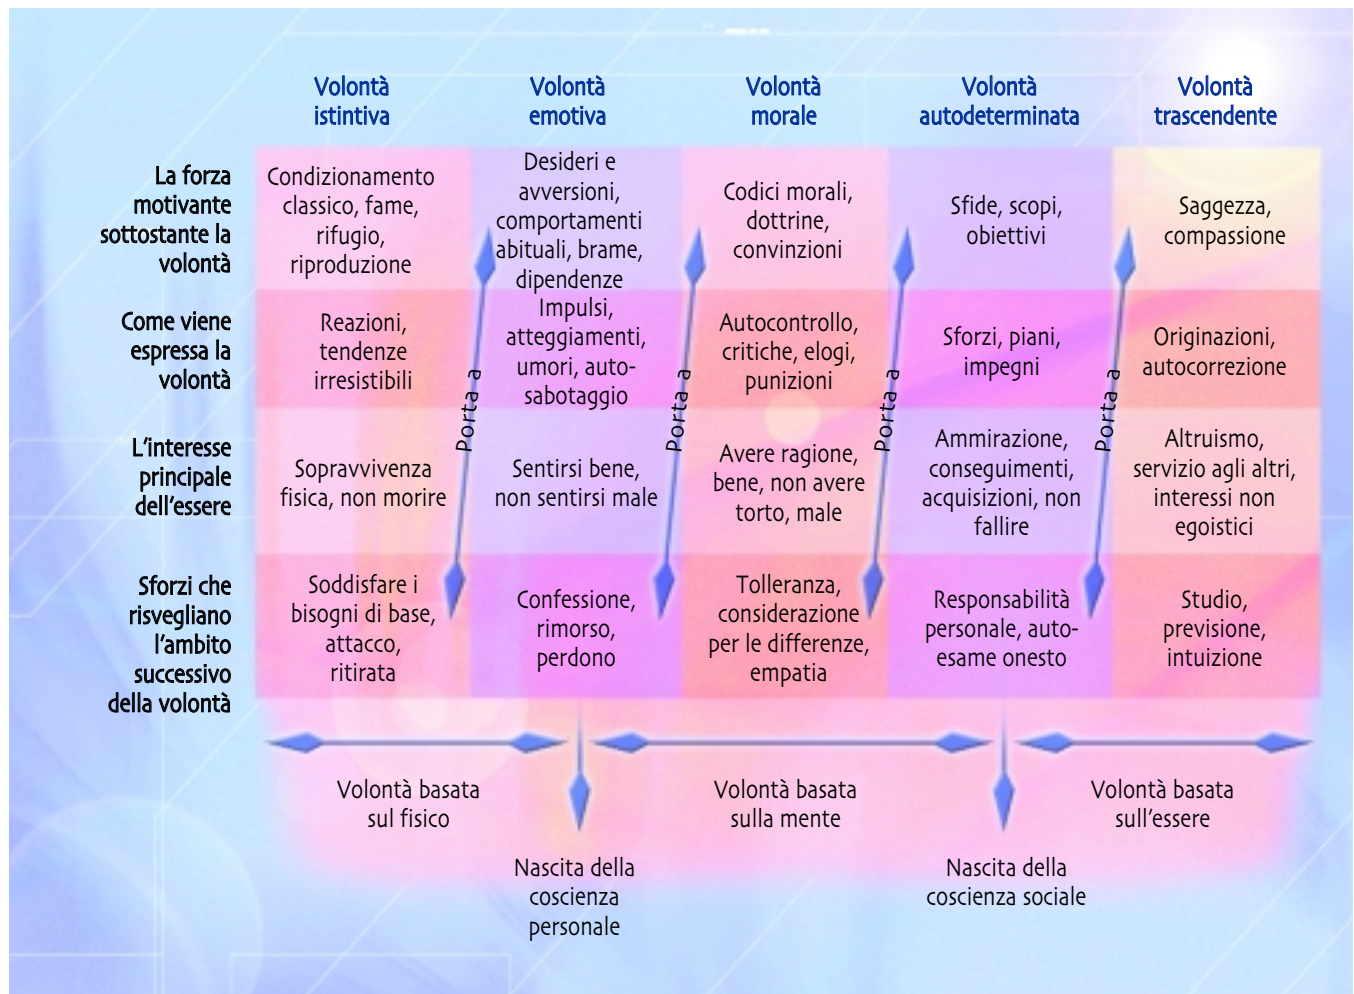 Volontà
istintiva
Volontà
emotiva
Volontà
morale
Volontà
autodeterminata
Volontà
trascendente
La forza
motivante
sottostante la
volontà
Condizionamento
classico, fame,
rifugio,
riproduzione
Desideri e
avversioni,
comportamenti
abituali, brame,
dipendenze
Codici morali,
dottrine,
convinzioni
Sfide, scopi,
obiettivi
Saggezza,
compassione
Come viene
espressa la
volontà
Reazioni,
tendenze
irresistibili
Impulsi,
atteggiamenti,
umori, auto-
sabotaggio
Autocontrollo,
critiche, elogi,
punizioni
Sforzi, piani,
impegni
Originazioni,
autocorrezione
Porta a
Porta a
Porta a
Porta a
L'interesse
principale
dell'essere
Sopravvivenza
fisica, non morire
Sentirsi bene,
non sentirsi male
Avere ragione,
bene, non avere
torto, male
Ammirazione,
conseguimenti,
acquisizioni, non
fallire
Altruismo,
servizio agli altri,
interessi non
egoistici
Sforzi che
risvegliano
l'ambito
successivo
della volontà
Soddisfare i
bisogni di base,
attacco,
ritirata
Confessione,
rimorso,
perdono
Tolleranza,
considerazione
per le differenze,
empatia
Responsabilità
personale, auto-
esame onesto
Studio,
previsione,
intuizione
Volontà basata
sul fisico
Volontà basata
sulla mente
Volontà basata
sull'essere
Nascita della
coscienza
personale
Nascita della
coscienza sociale